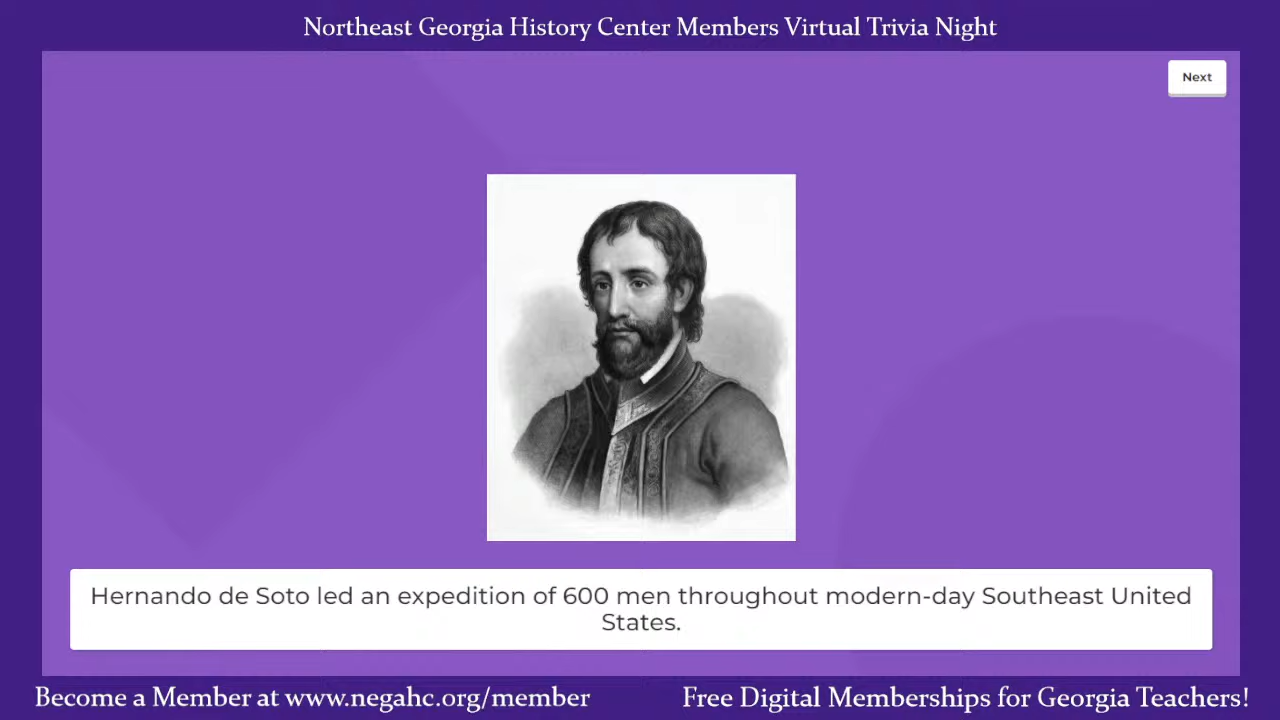 Northeast Georgia History Center Members Virtual Trivia Night
Next
Hernando de Soto led an expedition of 600 men throughout modern-day Southeast United
States.
Become a Member at www.negahc.org/member
Free Digital Memberships for Georgia Teachers!